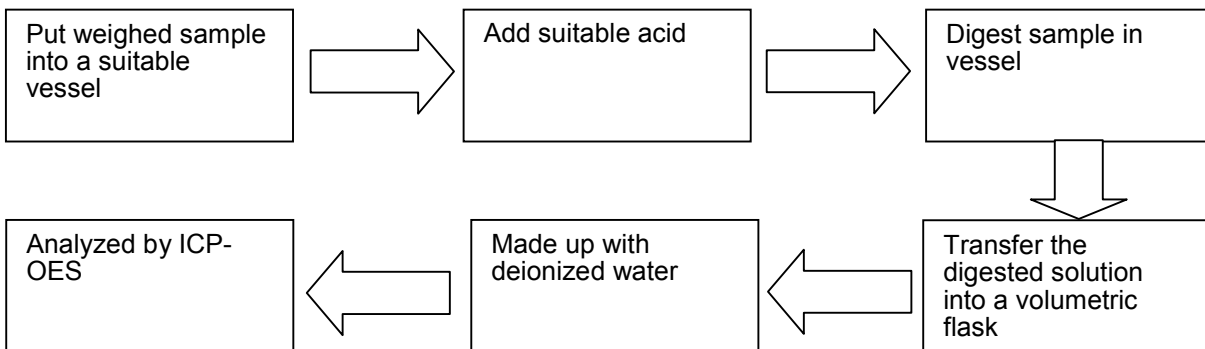 Put weighed sample
into a suitable
vessel
Add suitable acid
Digest sample in
vessel
Transfer the
digested solution
into a volumetric
flask
Made up with
deionized water
Analyzed by ICP-
OES